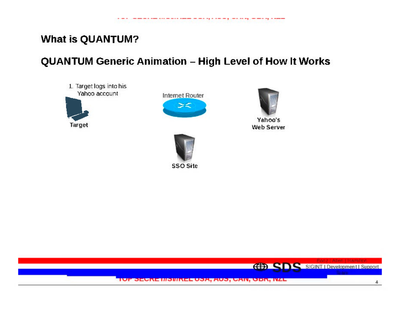 TOP SECRET//SI//REL USA, AUS, CAN, GBR, NZL
What is QUANTUM?
QUANTUM Generic Animation – High Level of How It Works
1. Target logs into his
Yahoo account
Internet Router
Yahoo's
Web Server
Target
SSO Site
SDS
SIGINT | Development | Support
TOP SECRET//SI//REL USA, AUS, CAN, GBR, NZL
4